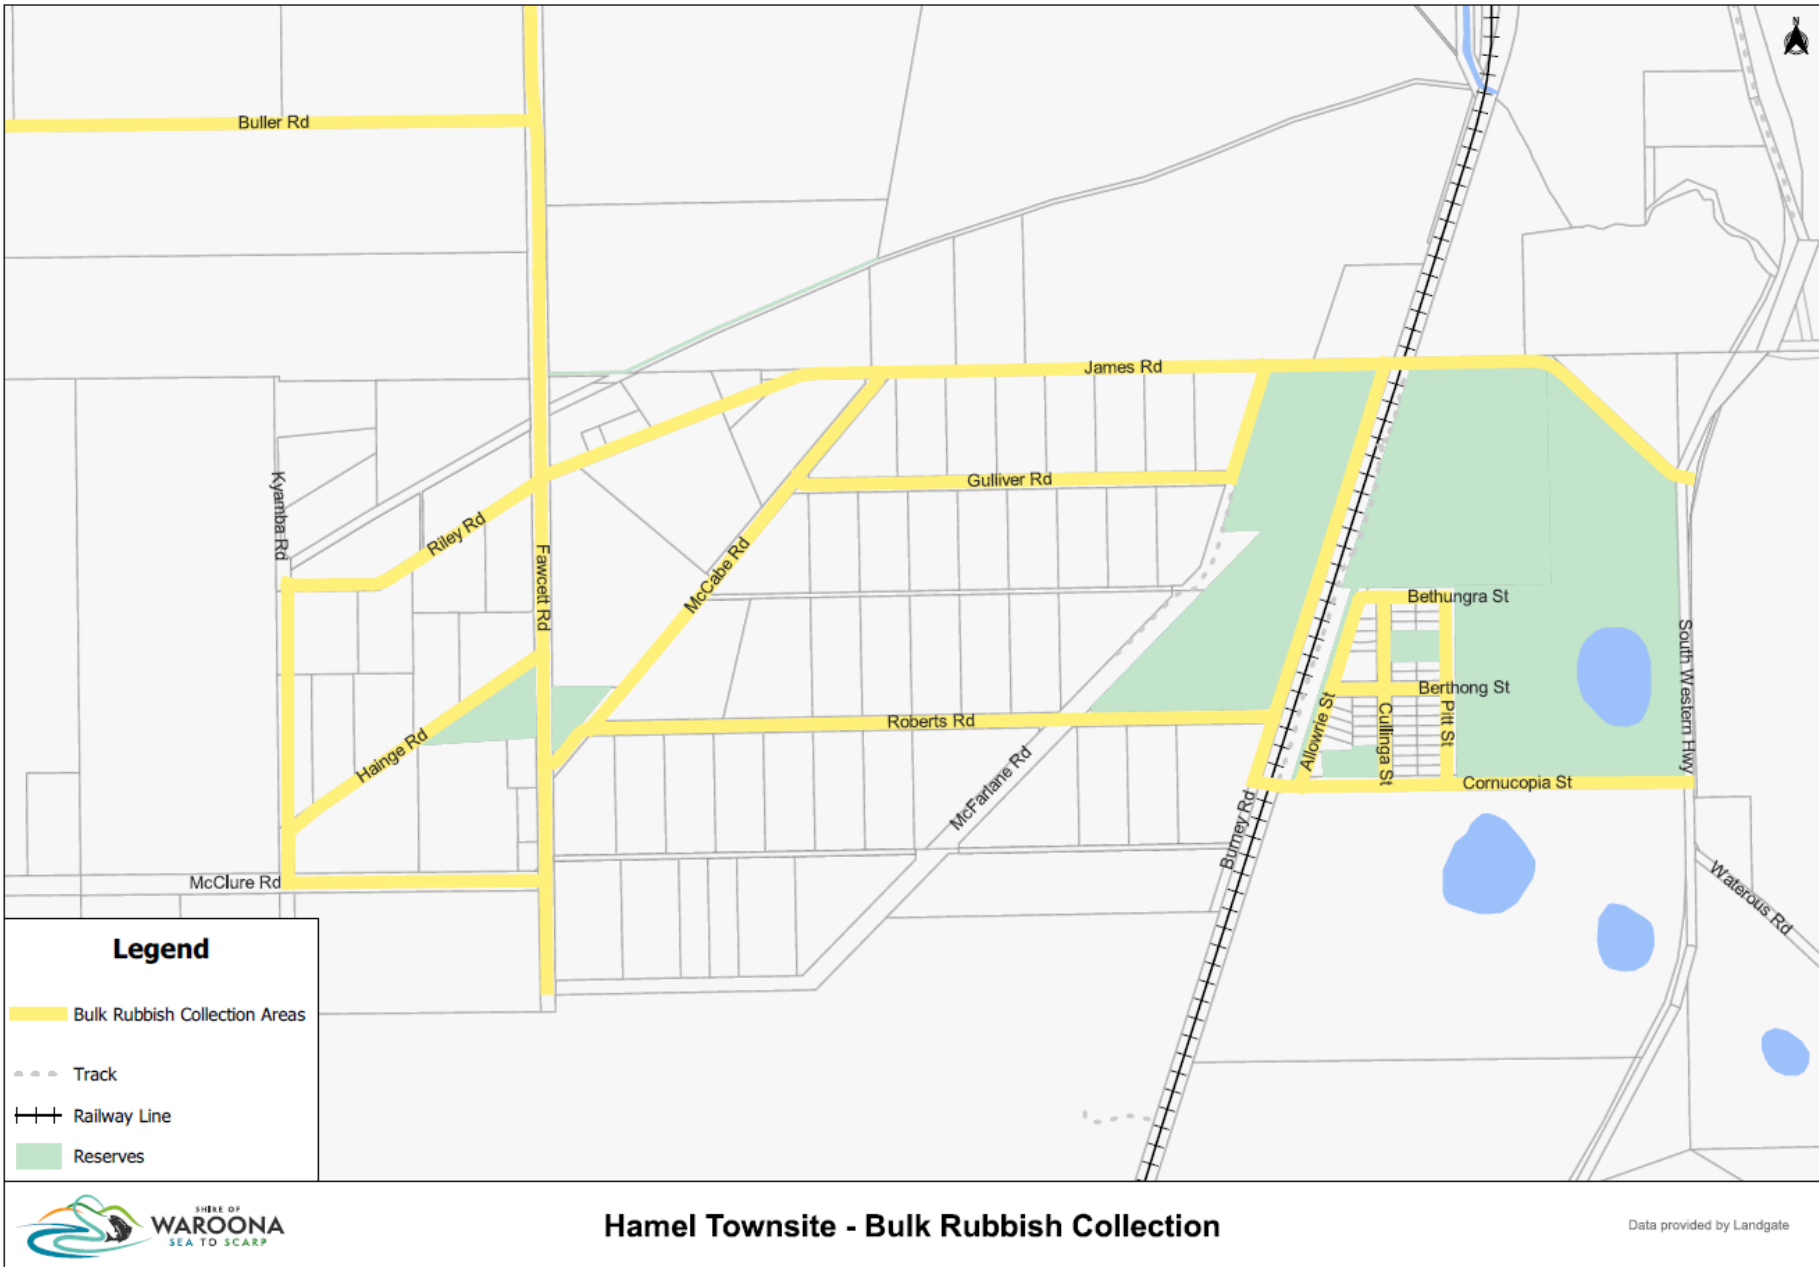 N
Buller Rd
James Rd
Gulliver Rd
Kyamba Rd
Riley Rd
Fawcett Rd
McCabe Rd
Bethungra St
Berthong St
South Western Hwy
Roberts Rd
Hainge Rd
Allowrie St
Cullinga St
Pitt St
McFarlane Rd
Cornucopia St
Burney Rd
McClure Rd
Waterous Rd
Legend
Bulk Rubbish Collection Areas
Track
Railway Line
Reserves
SHIRE OF
WAROONA
SEA TO SCARP
Hamel Townsite - Bulk Rubbish Collection
Data provided by Landgate